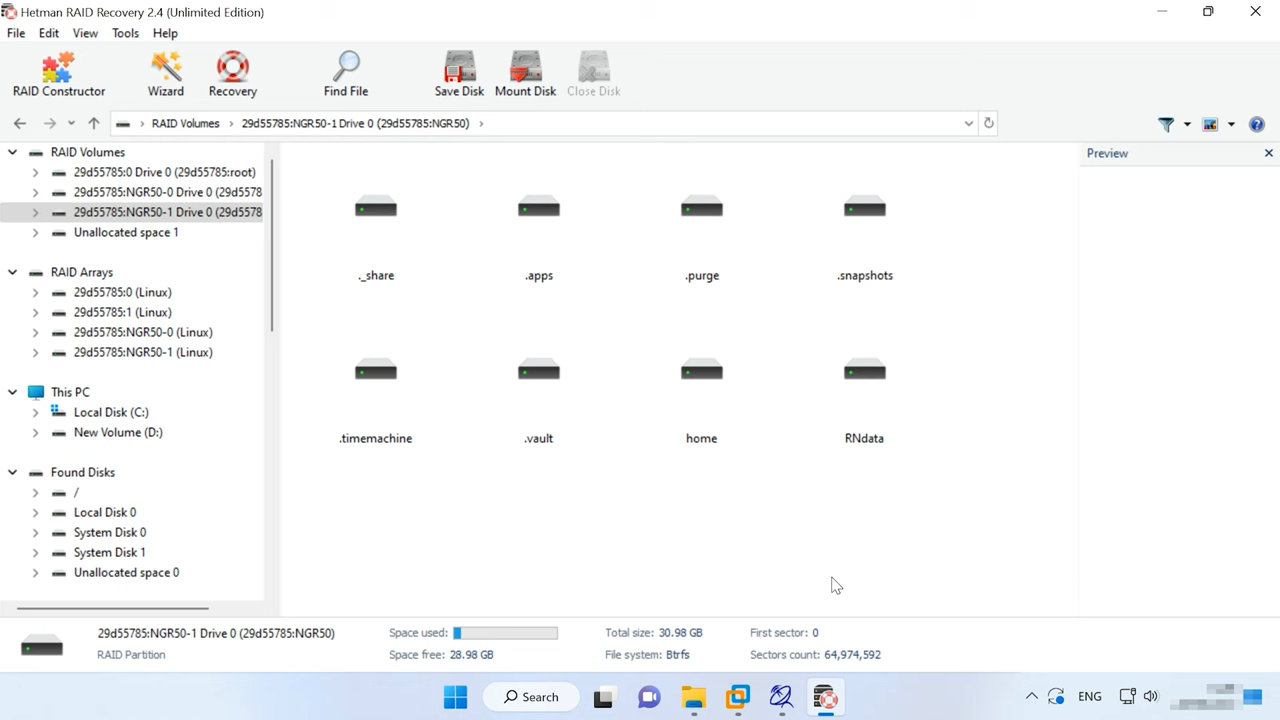 Hetman RAID Recovery 2.4 (Unlimited Edition)
File Edit View Tools Help
RAID Constructor Wizard Recovery Find File Save Disk Mount Disk Close Disk
RAID Volumes 29d55785:NGR50-1 Drive 0 (29d55785:NGR50)
RAID Volumes
29d55785:0 Drive 0 (29d55785:root)
29d55785:NGR50-0 Drive 0 (29d5578
29d55785:NGR50-1 Drive 0 (29d5578
Unallocated space 1
RAID Arrays
29d55785:0 (Linux)
29d55785:1 (Linux)
29d55785:NGR50-0 (Linux)
29d55785:NGR50-1 (Linux)
This PC
Local Disk (C:)
New Volume (D:)
Found Disks
/
Local Disk 0
System Disk 0
System Disk 1
Unallocated space 0
._share .apps .purge .snapshots
.timemachine .vault home RNdata
Preview
29d55785:NGR50-1 Drive 0 (29d55785:NGR50)
RAID Partition
Space used:
Space free: 28.98 GB
Total size: 30.98 GB
File system: Btrfs
First sector: 0
Sectors count: 64,974,592
Search
ENG